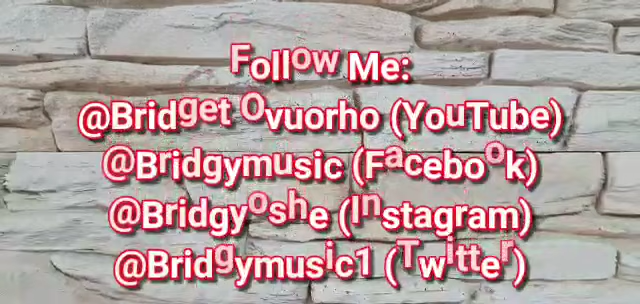 Follow Me:
@Bridget Ovuorho (YouTube)
@Bridgymusic (Facebook)
@Bridgyoshe (Instagram)
@Bridgymusic1 (Twitter)